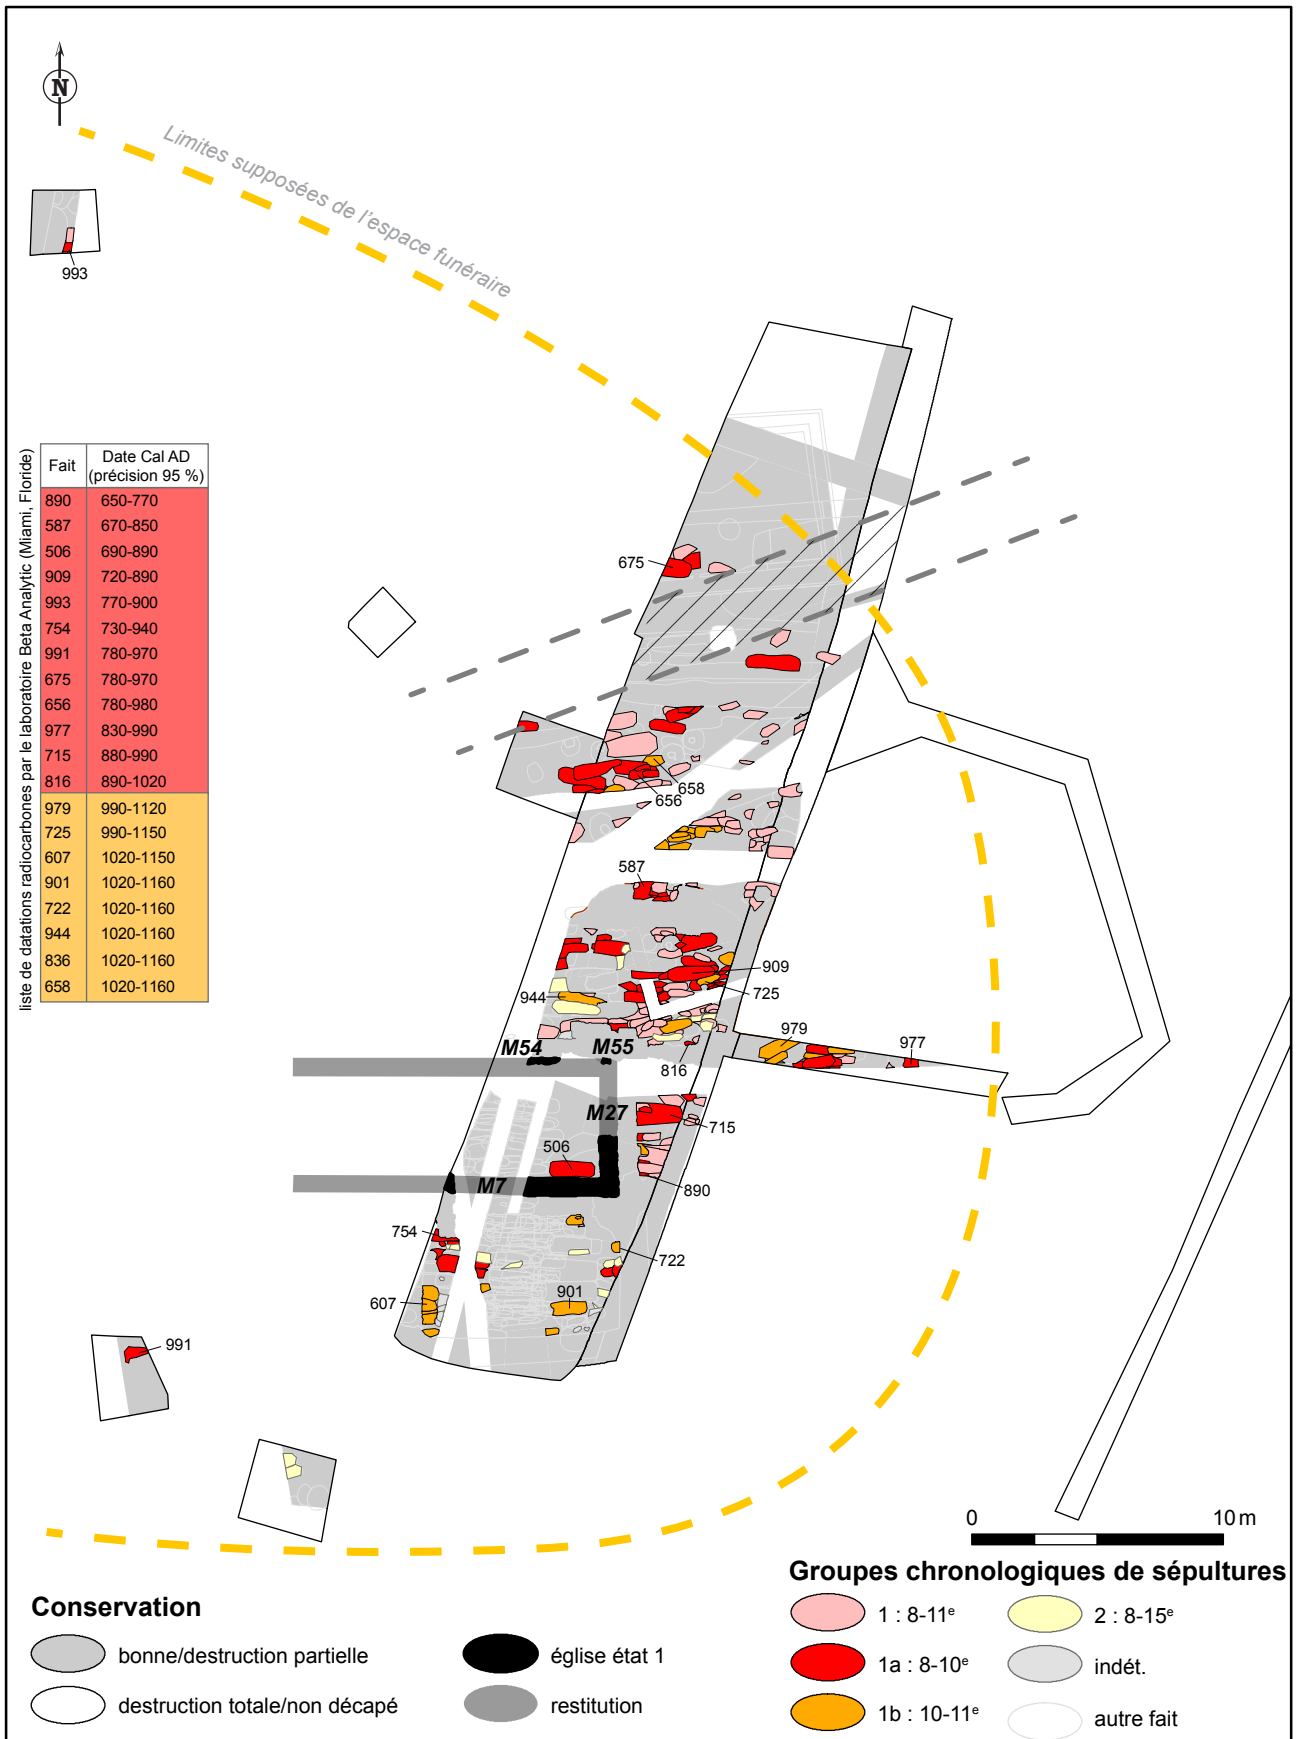 N
Limites supposées de l'espace funéraire
993
liste de datations radiocarbones par le laboratoire Beta Analytic (Miami, Floride)
Fait Date Cal AD
(précision 95 %)
890 650-770
587 670-850
506 690-890
909 720-890
993 770-900
754 730-940
991 780-970
675 780-970
656 780-980
977 830-990
715 880-990
816 890-1020
979 990-1120
725 990-1150
607 1020-1150
901 1020-1160
722 1020-1160
944 1020-1160
836 1020-1160
658 1020-1160
675
658
656
587
909
725
944
979
977
M54
M55
816
M27
715
506
M7
890
754
722
901
607
991
0 10 m
Groupes chronologiques de sépultures
1 : 8-11e
2 : 8-15e
1a : 8-10e
indét.
1b : 10-11e
autre fait
Conservation
bonne/destruction partielle
église état 1
destruction totale/non décapé
restitution